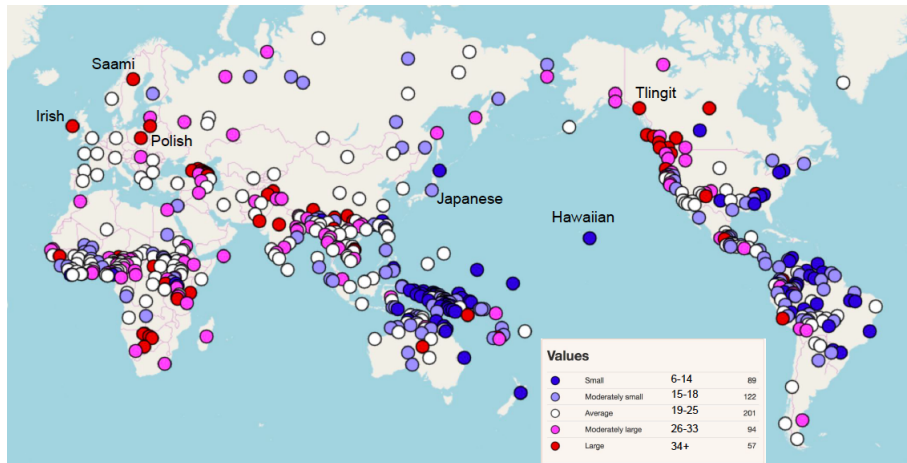 Saami
Tlingit
Irish
Polish
Japanese
Hawaiian
Values
Small 6-14 89
Moderately small 15-18 122
Average 19-25 201
Moderately large 26-33 94
Large 34+ 57